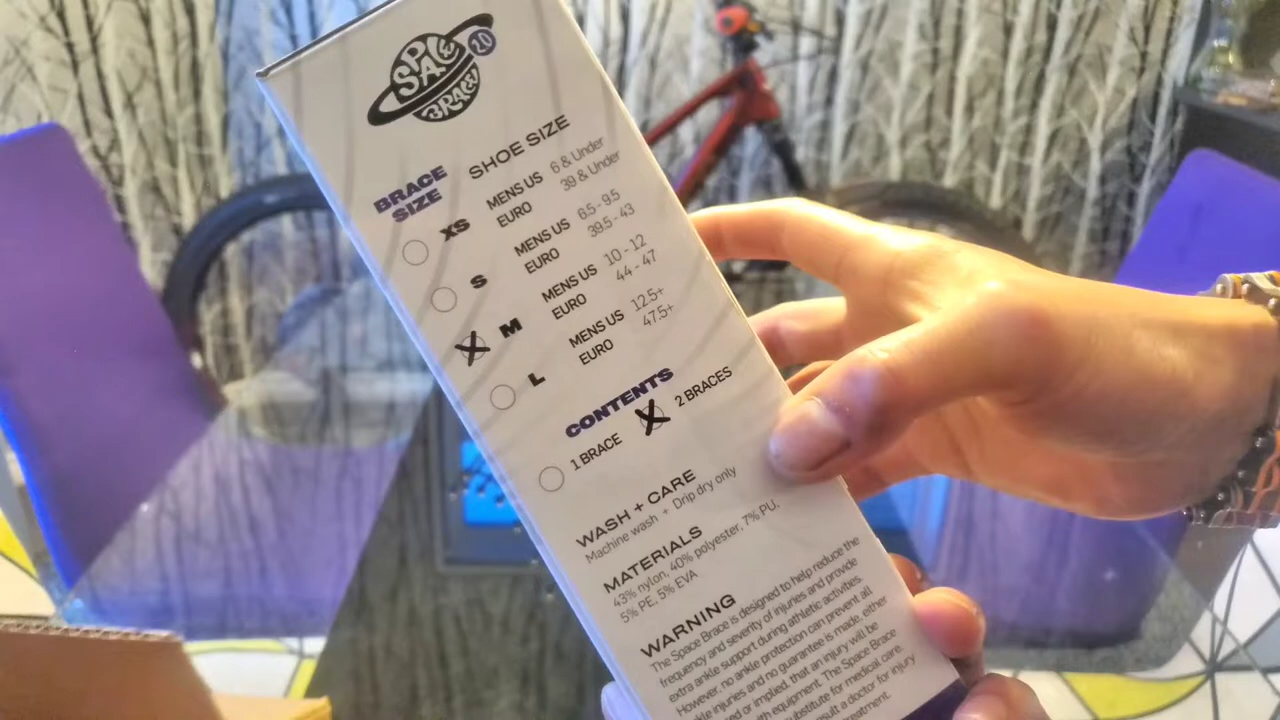 SPACE
BRACE
2.0
BRACE
SIZE
SHOE SIZE
XS
MENS US 6 & Under
EURO 39 & Under
S
MENS US 6.5 - 9.5
EURO 39.5 - 43
M
MENS US 10 - 12
EURO 44 - 47
L
MENS US 12.5+
EURO 47.5+
CONTENTS
1 BRACE 2 BRACES
WASH + CARE
Machine wash + Drip dry only
MATERIALS
43% nylon, 40% polyester, 7% PU,
5% PE, 5% EVA
WARNING
The Space Brace is designed to help reduce the
frequency and severity of injuries and provide
extra ankle support during athletic activities.
However, no ankle protection can prevent all
injuries and no guarantee is made, either
or implied, that an injury will be
equipment. The Space Brace
substitute for medical care.
a doctor for injury